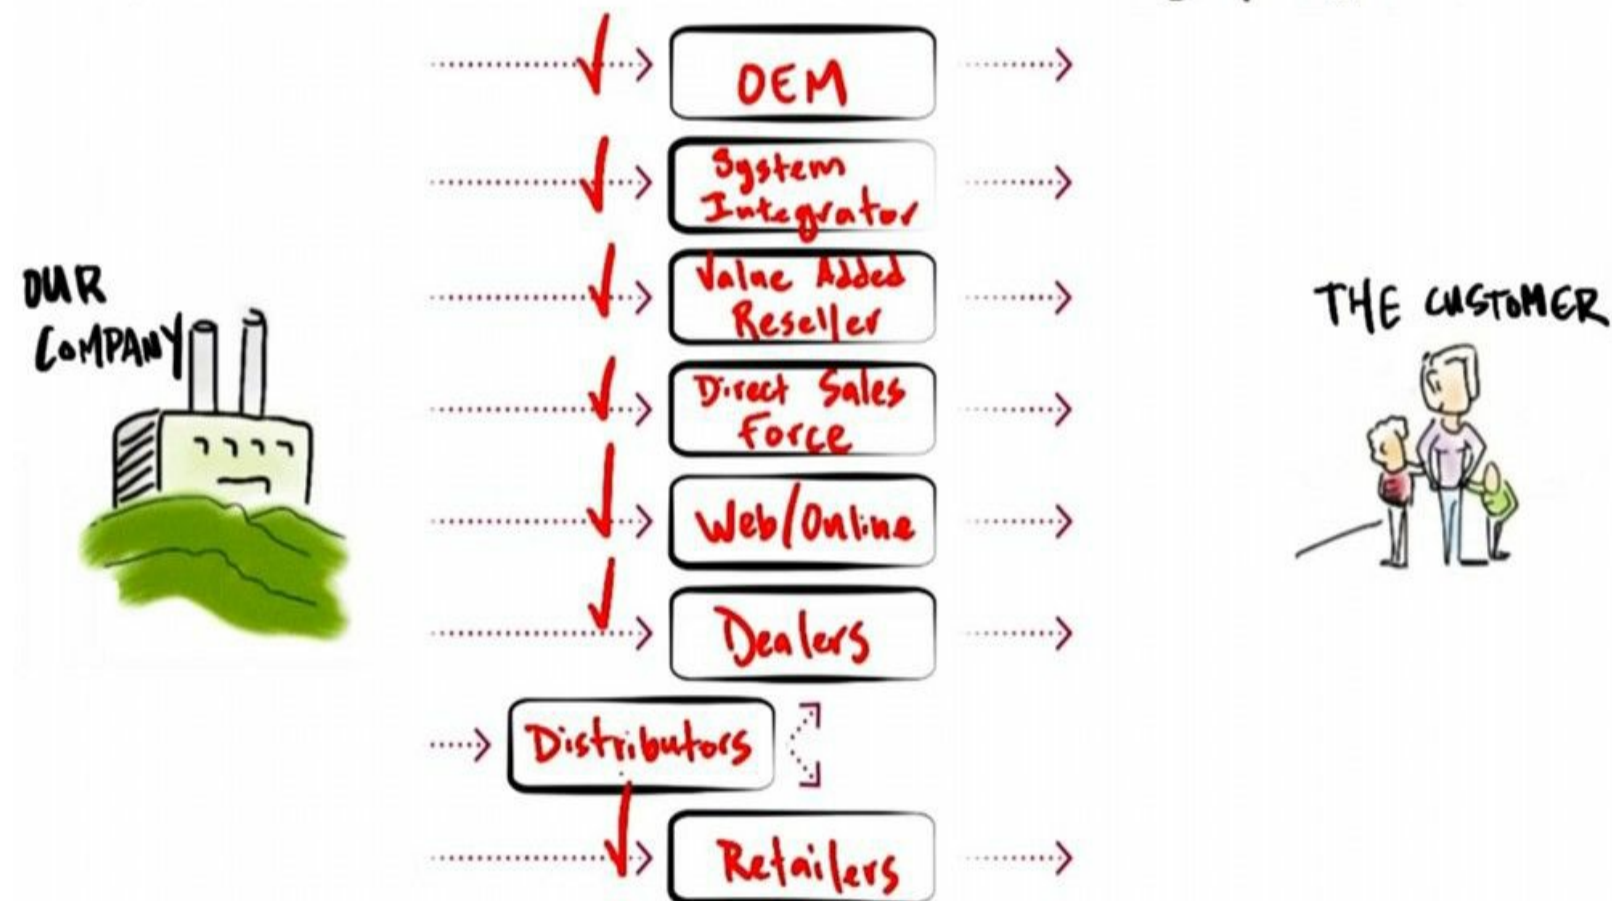 OEM
System
Integrator
Value Added
Reseller
OUR
COMPANY
THE CUSTOMER
Direct Sales
Force
Web/Online
Dealers
Distributors
Retailers